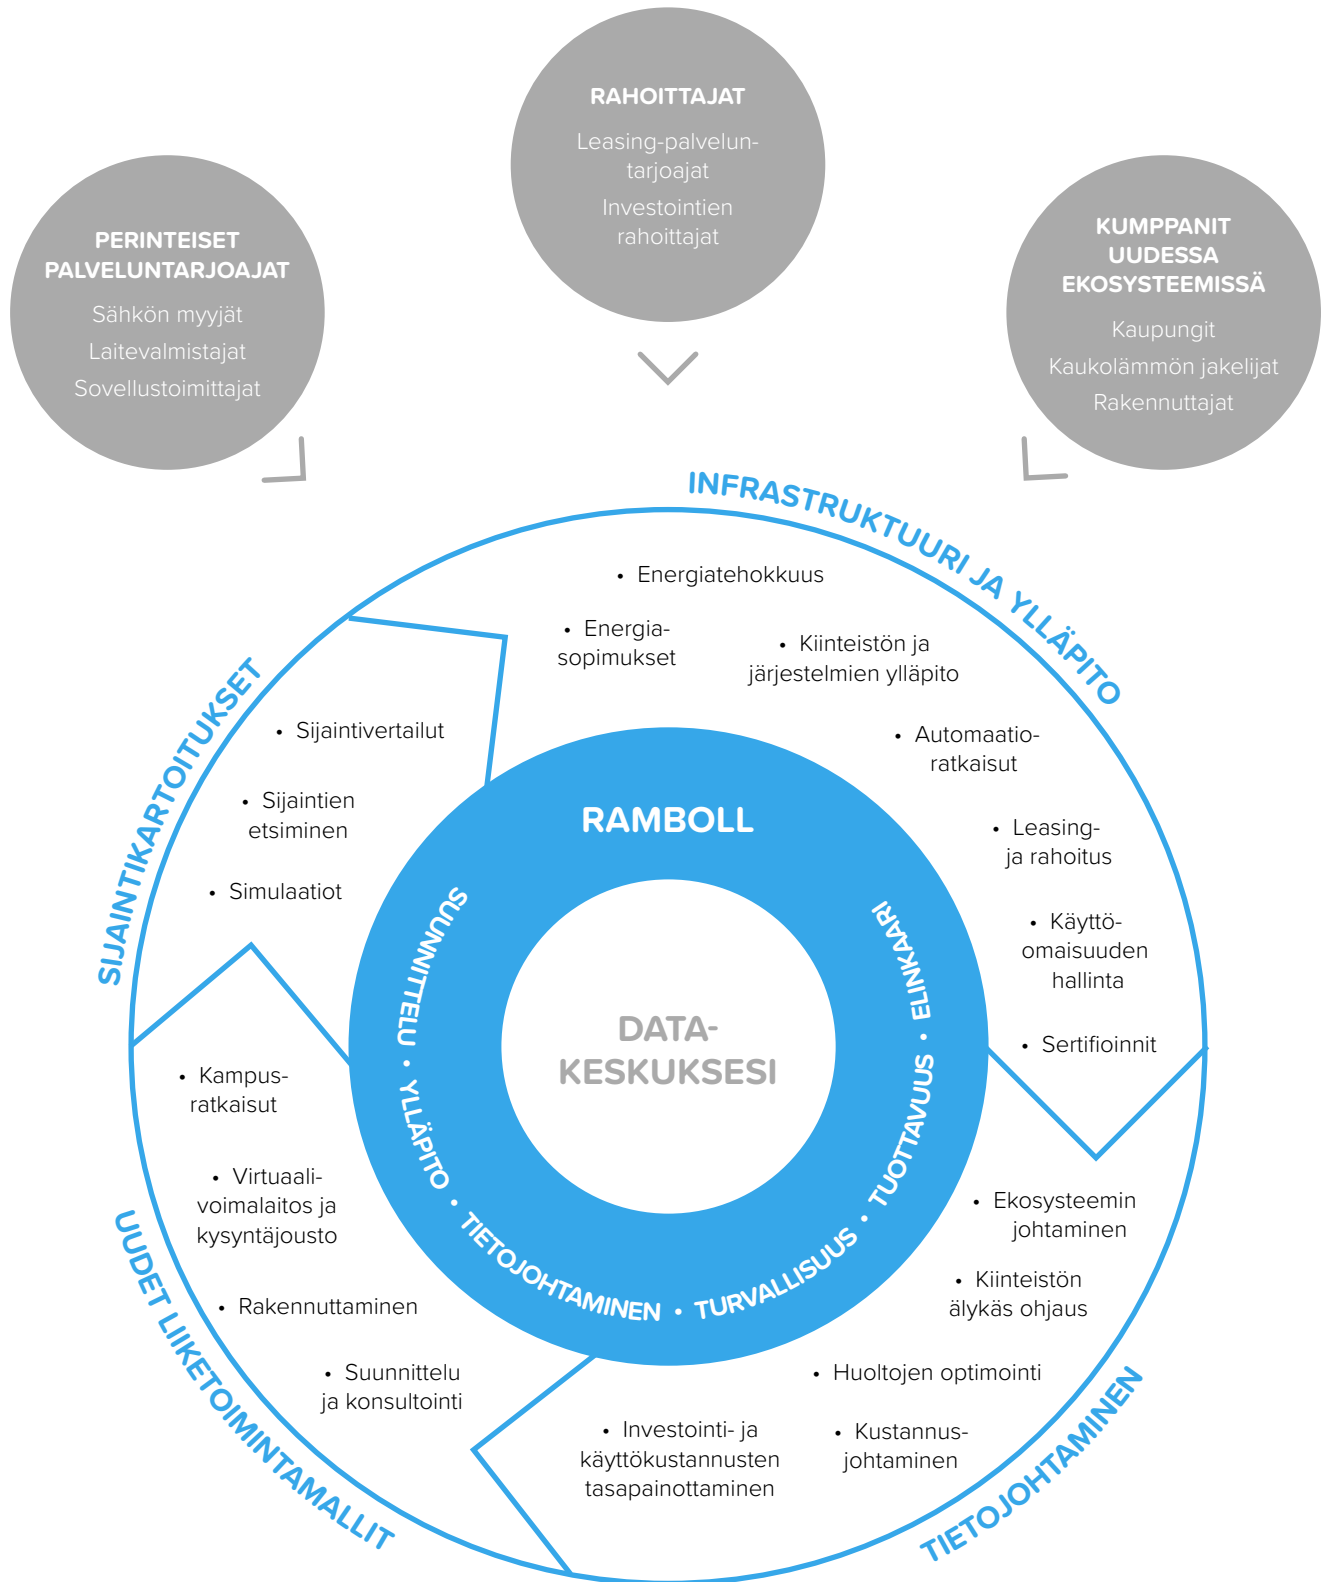 RAHOITTAJAT
Leasing-palvelun-
tarjoajat
Investointien
rahoittajat
PERINTEISET
PALVELUNTARJOAJAT
Sähkön myyjät
Laitevalmistajat
Sovellustoimittajat
KUMPPANIT
UUDESSA
EKOSYSTEEMISSÄ
Kaupungit
Kaukolämmön jakelijat
Rakennuttajat
INFRASTRUKTUURI JA YLLÄPITO
• Energiatehokkuus
• Energia-
sopimukset
• Kiinteistön ja
järjestelmien ylläpito
• Automaatio-
ratkaisut
• Leasing-
ja rahoitus
• Käyttö-
omaisuuden
hallinta
• Sertifioinnit
TIETOJOHTAMINEN
• Ekosysteemin
johtaminen
• Kiinteistön
älykäs ohjaus
• Huoltojen optimointi
• Kustannus-
johtaminen
• Investointi- ja
käyttökustannusten
tasapainottaminen
UUDET LIIKETOIMINTAMALLIT
• Kampus-
ratkaisut
• Virtuaali-
voimalaitos ja
kysyntäjousto
• Rakennuttaminen
• Suunnittelu
ja konsultointi
SIJAINTIKARTOITUKSET
• Sijaintivertailut
• Sijaintien
etsiminen
• Simulaatiot
RAMBOLL
SUUNNITTELU • YLLÄPITO • TIETOJOHTAMINEN • TURVALLISUUS • TUOTTAVUUS • ELINKAARI
DATA-
KESKUKSESI